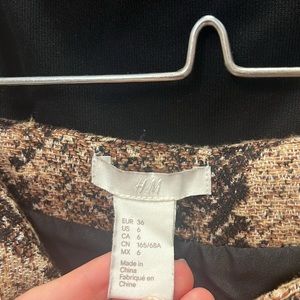 H&M
EUR 36
US 6
CA 6
CN 165/68A
MX 6
Made in
China
Fabriqué en
Chine